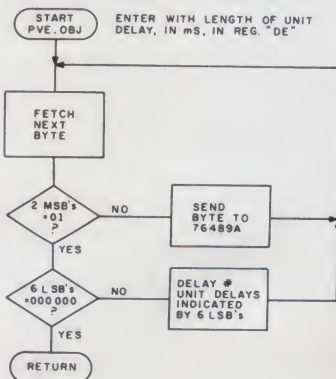 START
PVE.OBJ
ENTER WITH LENGTH OF UNIT
DELAY, IN mS, IN REG. "DE"
FETCH
NEXT
BYTE
2 MSB's
=01
?
NO
SEND
BYTE TO
76489A
YES
6 LSB's
=000000
?
NO
DELAY #
UNIT DELAYS
INDICATED
BY 6 LSB's
YES
RETURN